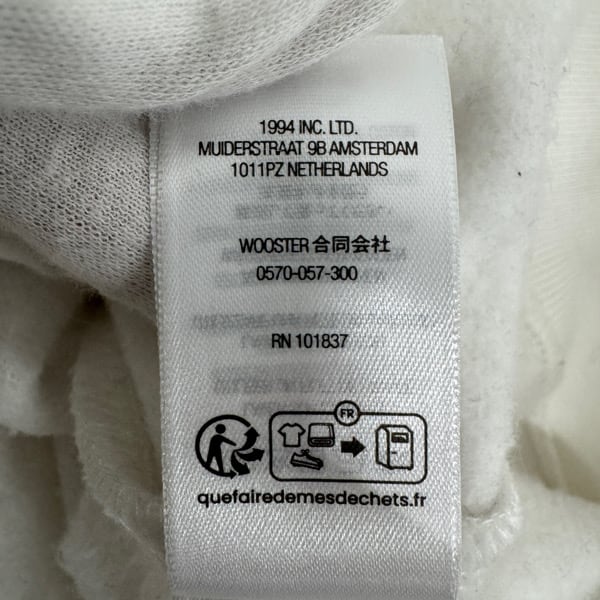 1994 INC. LTD.
MUIDERSTRAAT 9B AMSTERDAM
1011PZ NETHERLANDS
WOOSTER 合同会社
0570-057-300
RN 101837
FR
quefairedemesdechets.fr